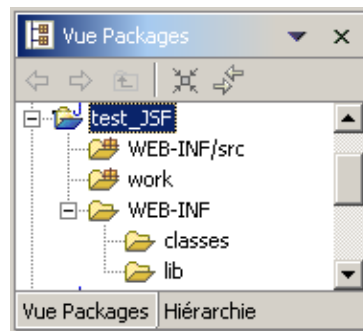 Vue Packages
test_JSF
WEB-INF/src
work
WEB-INF
classes
lib
Vue Packages Hiérarchie